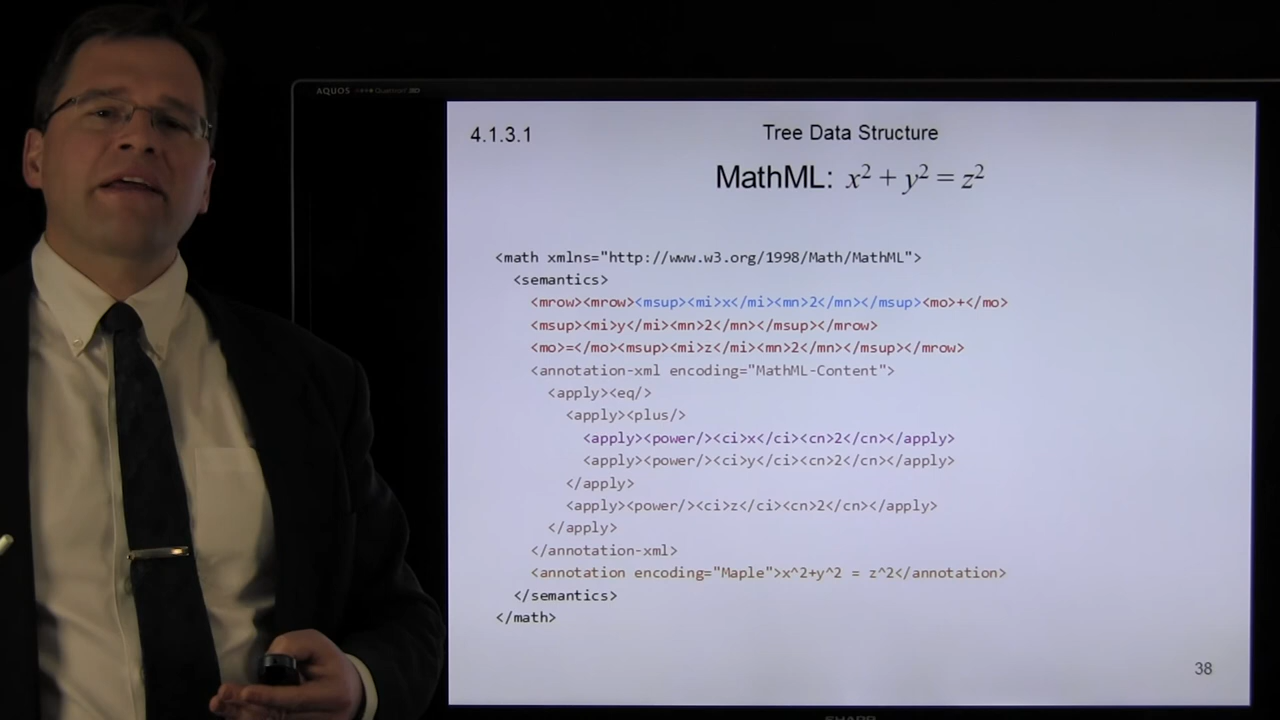 AQUOS
4.1.3.1
Tree Data Structure
MathML: x² + y² = z²
<math xmlns="http://www.w3.org/1998/Math/MathML">
<semantics>
<mrow><mrow><msup><mi>x</mi><mn>2</mn></msup><mo>+</mo>
<msup><mi>y</mi><mn>2</mn></msup></mrow>
<mo>=</mo><msup><mi>z</mi><mn>2</mn></msup></mrow>
<annotation-xml encoding="MathML-Content">
<apply><eq/>
<apply><plus/>
<apply><power/><ci>x</ci><cn>2</cn></apply>
<apply><power/><ci>y</ci><cn>2</cn></apply>
</apply>
<apply><power/><ci>z</ci><cn>2</cn></apply>
</apply>
</annotation-xml>
<annotation encoding="Maple">x^2+y^2 = z^2</annotation>
</semantics>
</math>
38
SHARP